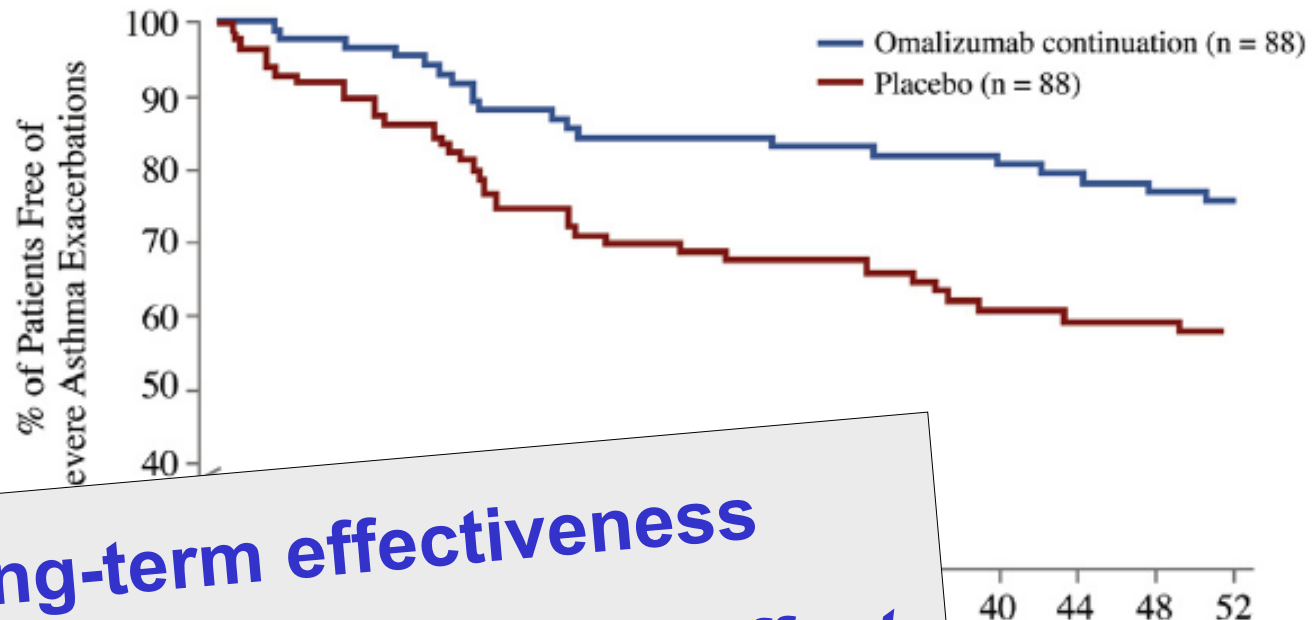 100
90
80
70
60
50
40
% of Patients Free of
evere Asthma Exacerbations
Omalizumab continuation (n = 88)
Placebo (n = 88)
ng-term effectiveness
40 44 48 52